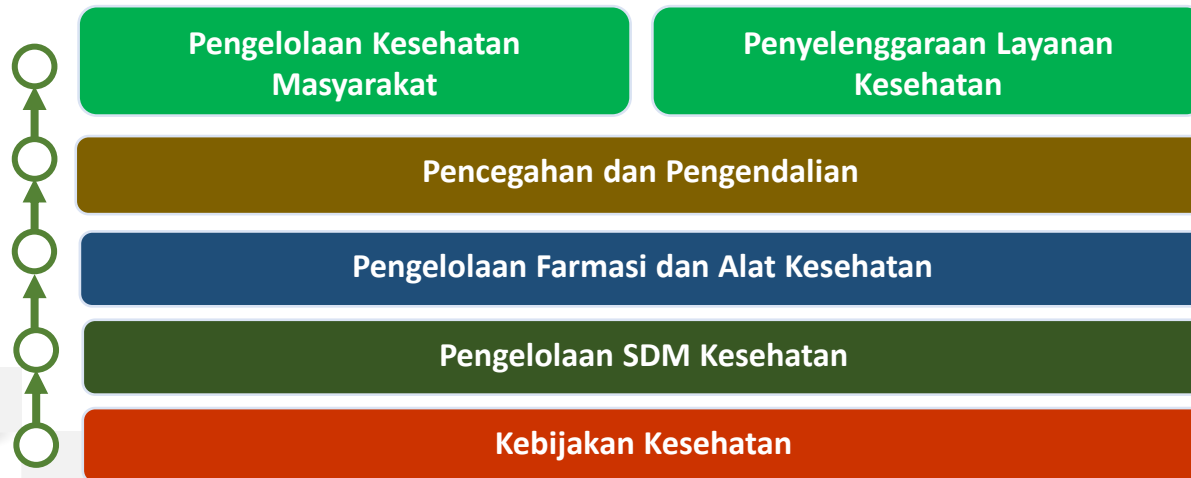 Pengelolaan Kesehatan
Masyarakat
Penyelenggaraan Layanan
Kesehatan
Pencegahan dan Pengendalian
Pengelolaan Farmasi dan Alat Kesehatan
Pengelolaan SDM Kesehatan
Kebijakan Kesehatan